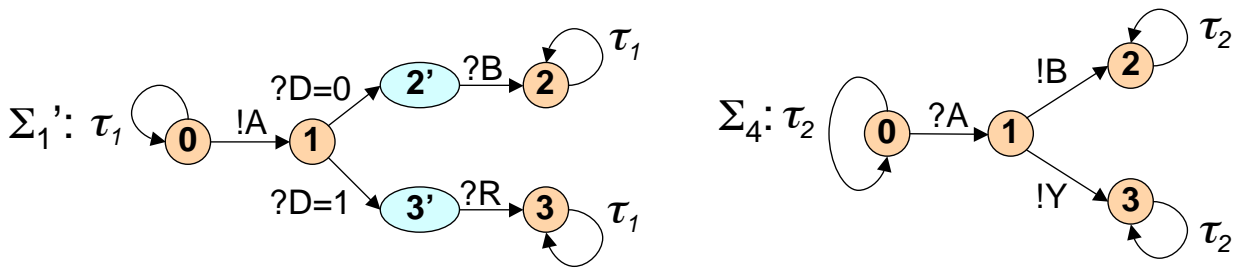 τ1 τ2
?D=0 2' ?B 2 !B 2
Σ1': τ1 0 !A 1 Σ4: τ2 0 ?A 1
?D=1 3' ?R 3 τ1 !Y 3 τ2